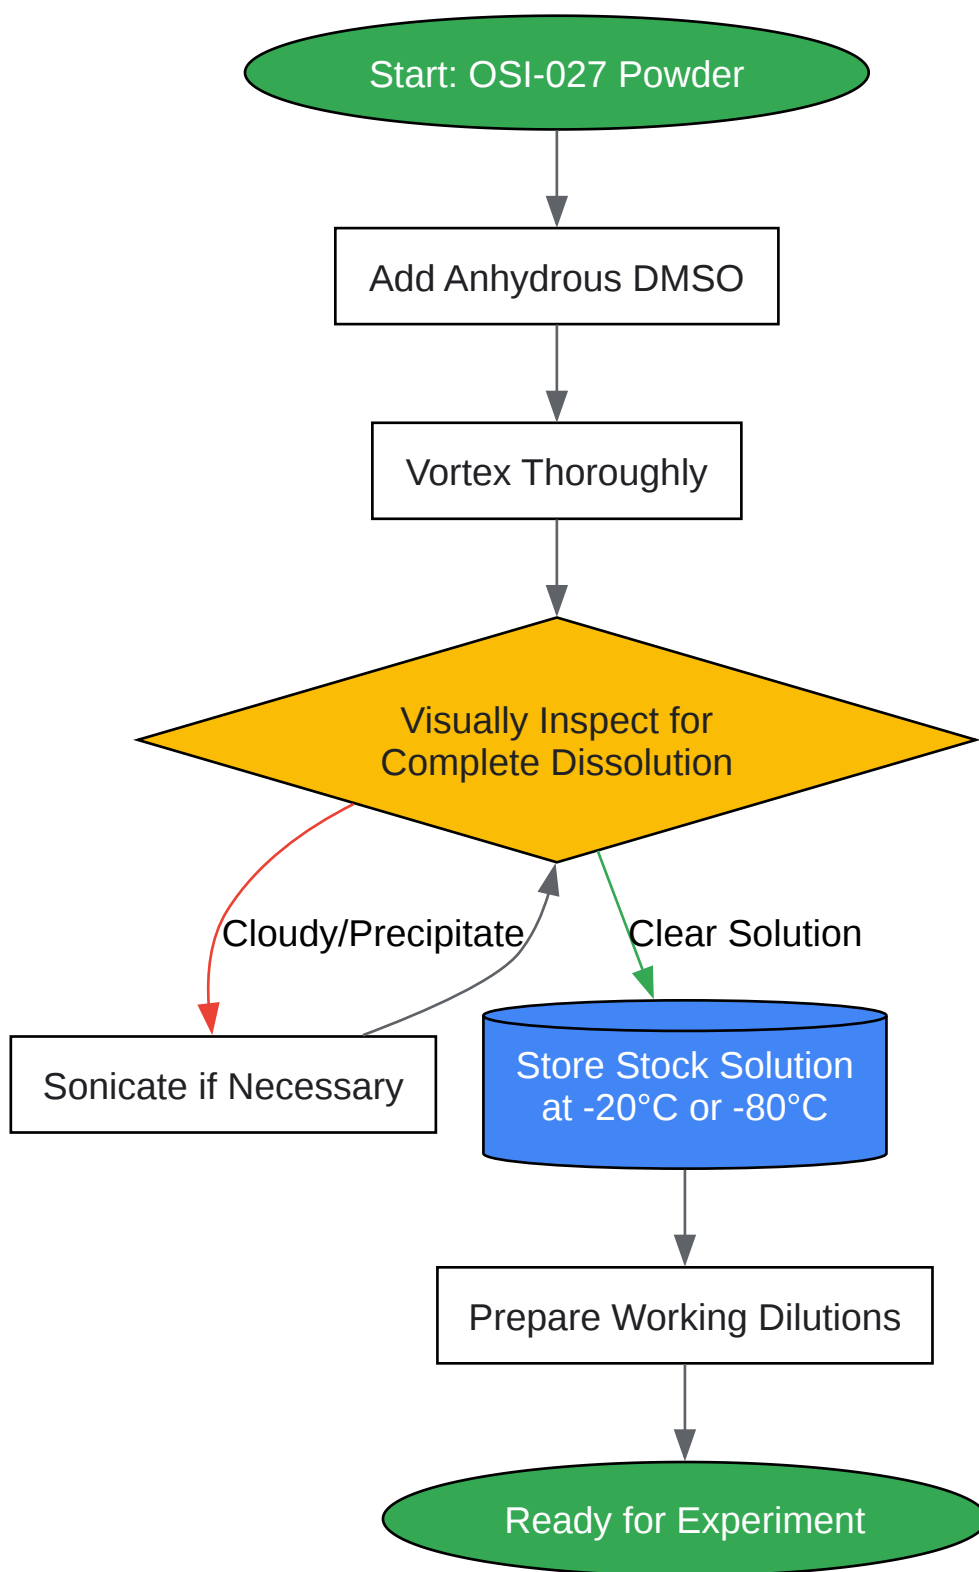 Start: OSI-027 Powder
Add Anhydrous DMSO
Vortex Thoroughly
Visually Inspect for
Complete Dissolution
Cloudy/Precipitate
Clear Solution
Sonicate if Necessary
Store Stock Solution
at -20°C or -80°C
Prepare Working Dilutions
Ready for Experiment